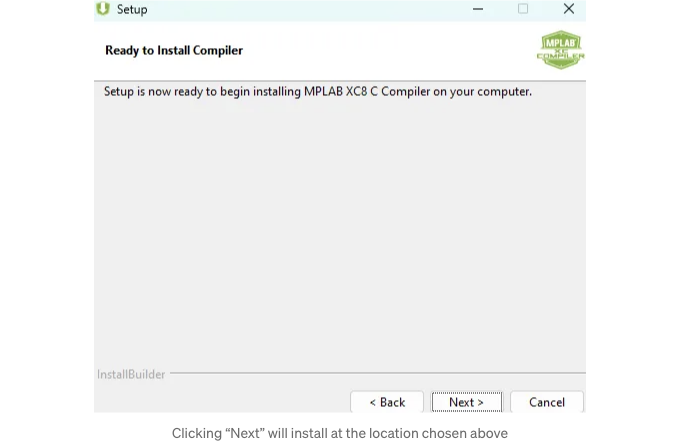 Setup
Ready to Install Compiler
MPLAB
XC
COMPILER
Setup is now ready to begin installing MPLAB XC8 C Compiler on your computer.
InstallBuilder
< Back
Next >
Cancel
Clicking “Next” will install at the location chosen above